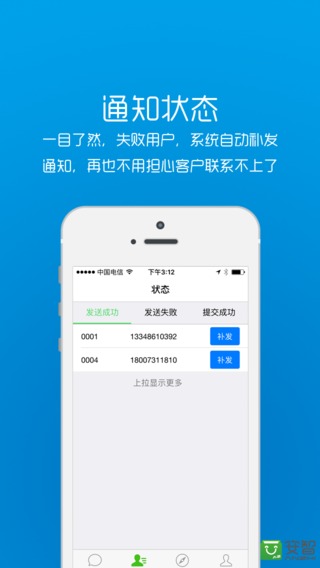 通知状态
一目了然，失败用户，系统自动补发
通知，再也不用担心客户联系不上了
中国电信 下午3:12
状态
发送成功 发送失败 提交成功
0001 13348610392 补发
0004 18007311810 补发
上拉显示更多
安智